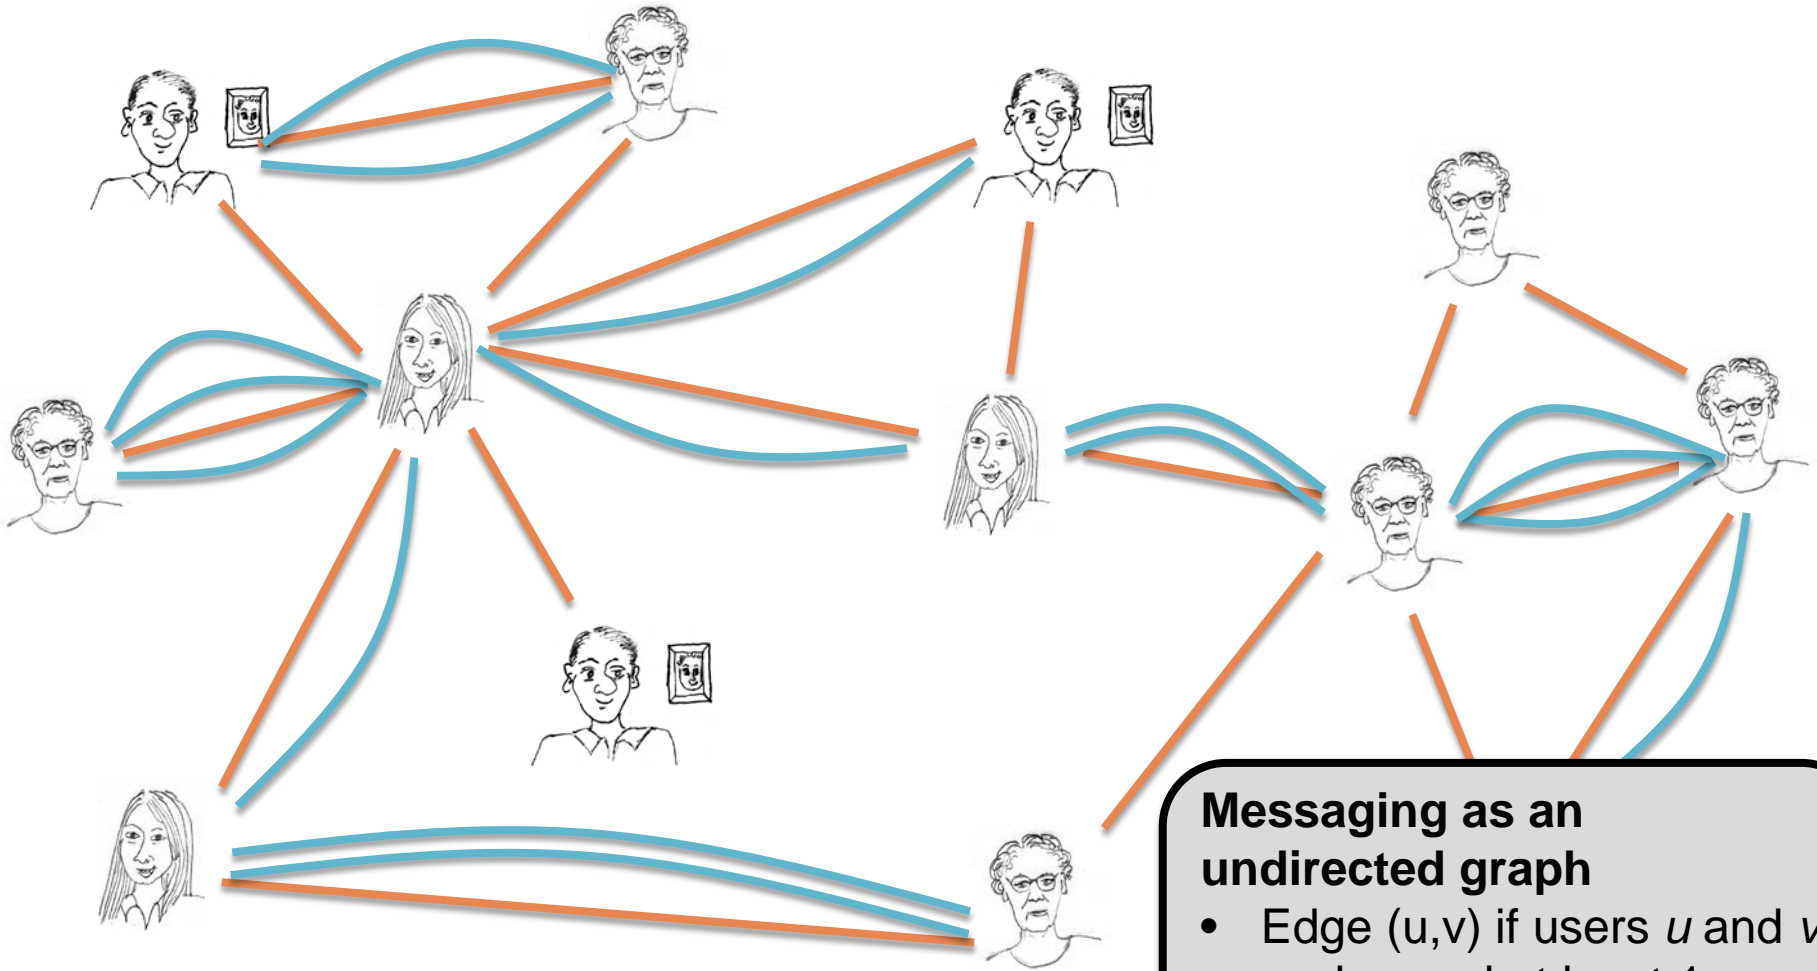 Messaging as an
undirected graph
• Edge (u,v) if users u and v